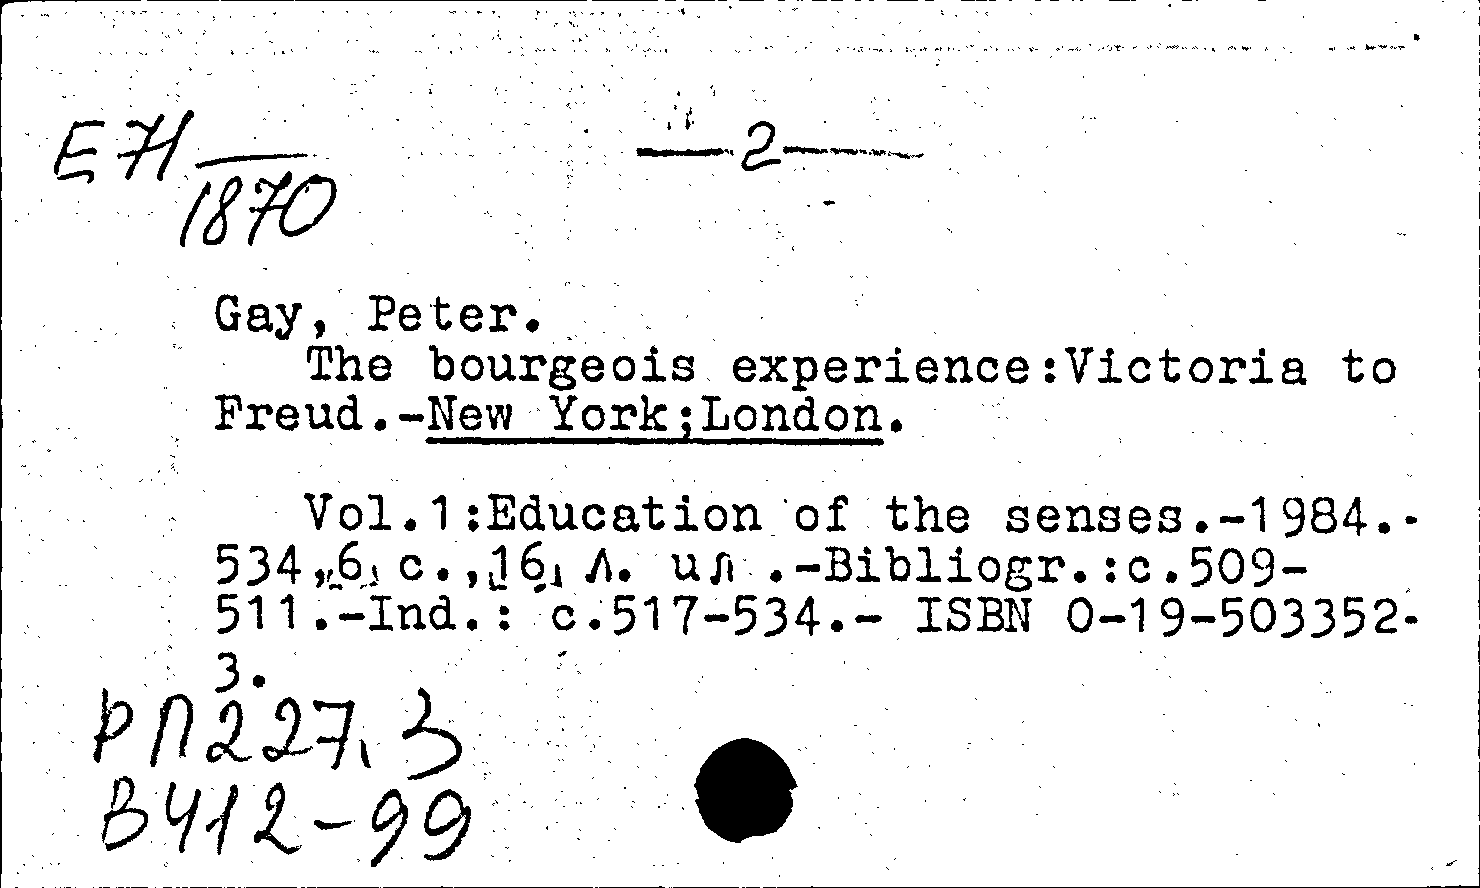 E71
—2—
1870
Gay, Peter.
The bourgeois experience:Victoria to
Freud.-New York;London.
Vol.1:Education of the senses.-1984.-
534,[6] с.,[16] л. ил.-Bibliogr.:с.509-
511.-Ind.: с.517-534.- ISBN 0-19-503352-
3.
РП227,3
В412-99